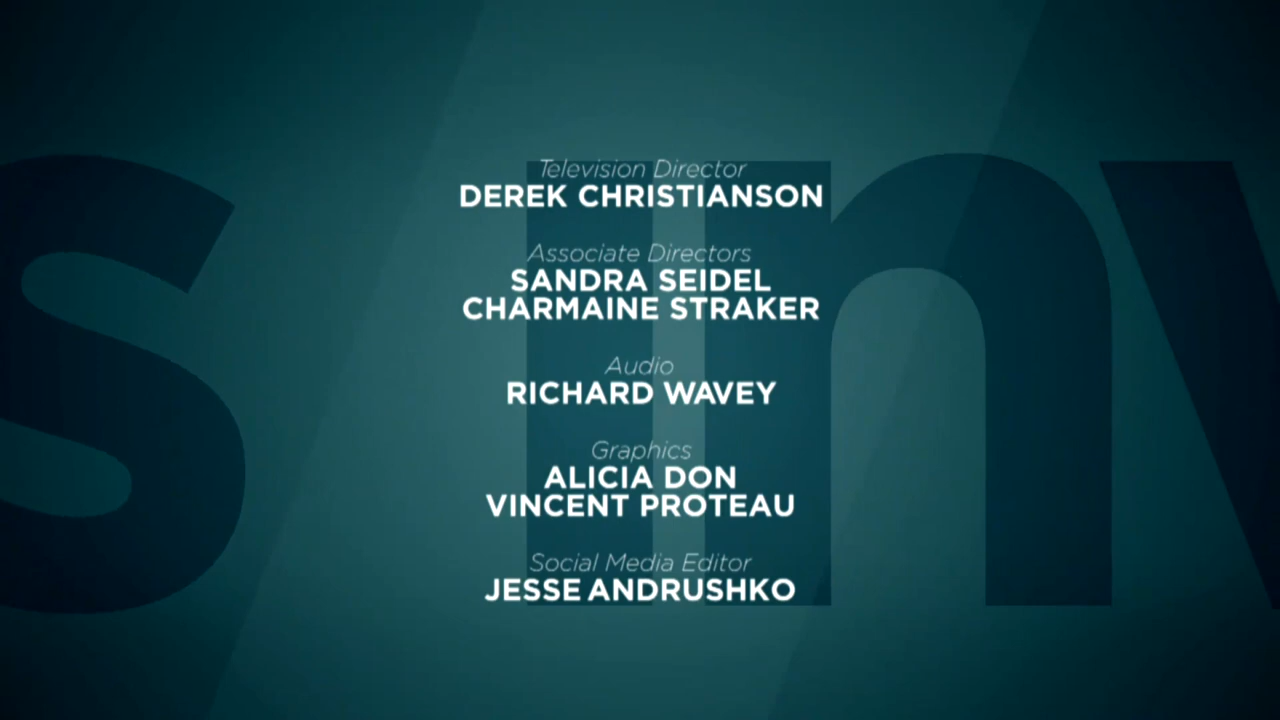 Television Director
DEREK CHRISTIANSON
Associate Directors
SANDRA SEIDEL
CHARMAINE STRAKER
Audio
RICHARD WAVEY
Graphics
ALICIA DON
VINCENT PROTEAU
Social Media Editor
JESSE ANDRUSHKO
s inv